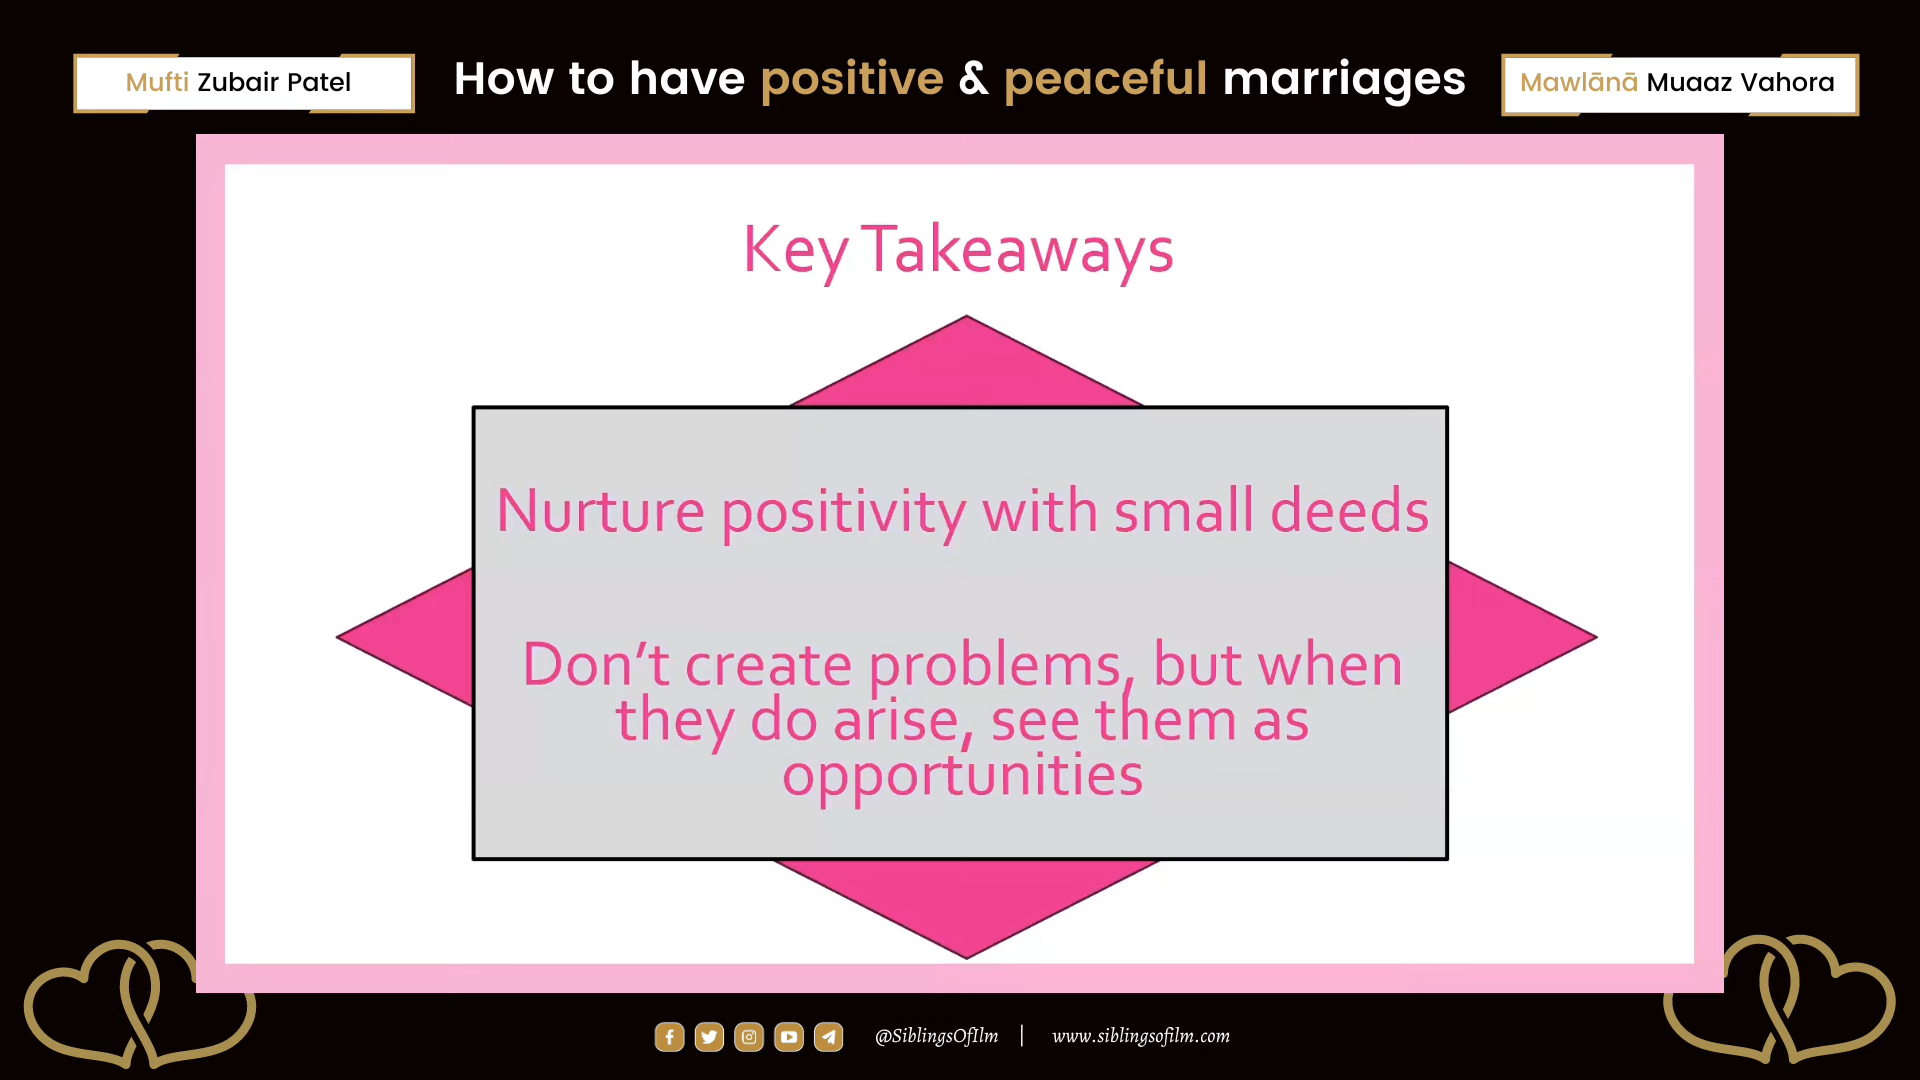 Mufti Zubair Patel
How to have positive & peaceful marriages
Mawlānā Muaaz Vahora
Key Takeaways
Nurture positivity with small deeds
Don’t create problems, but when
they do arise, see them as
opportunities
@SiblingsOfIlm | www.siblingsofilm.com